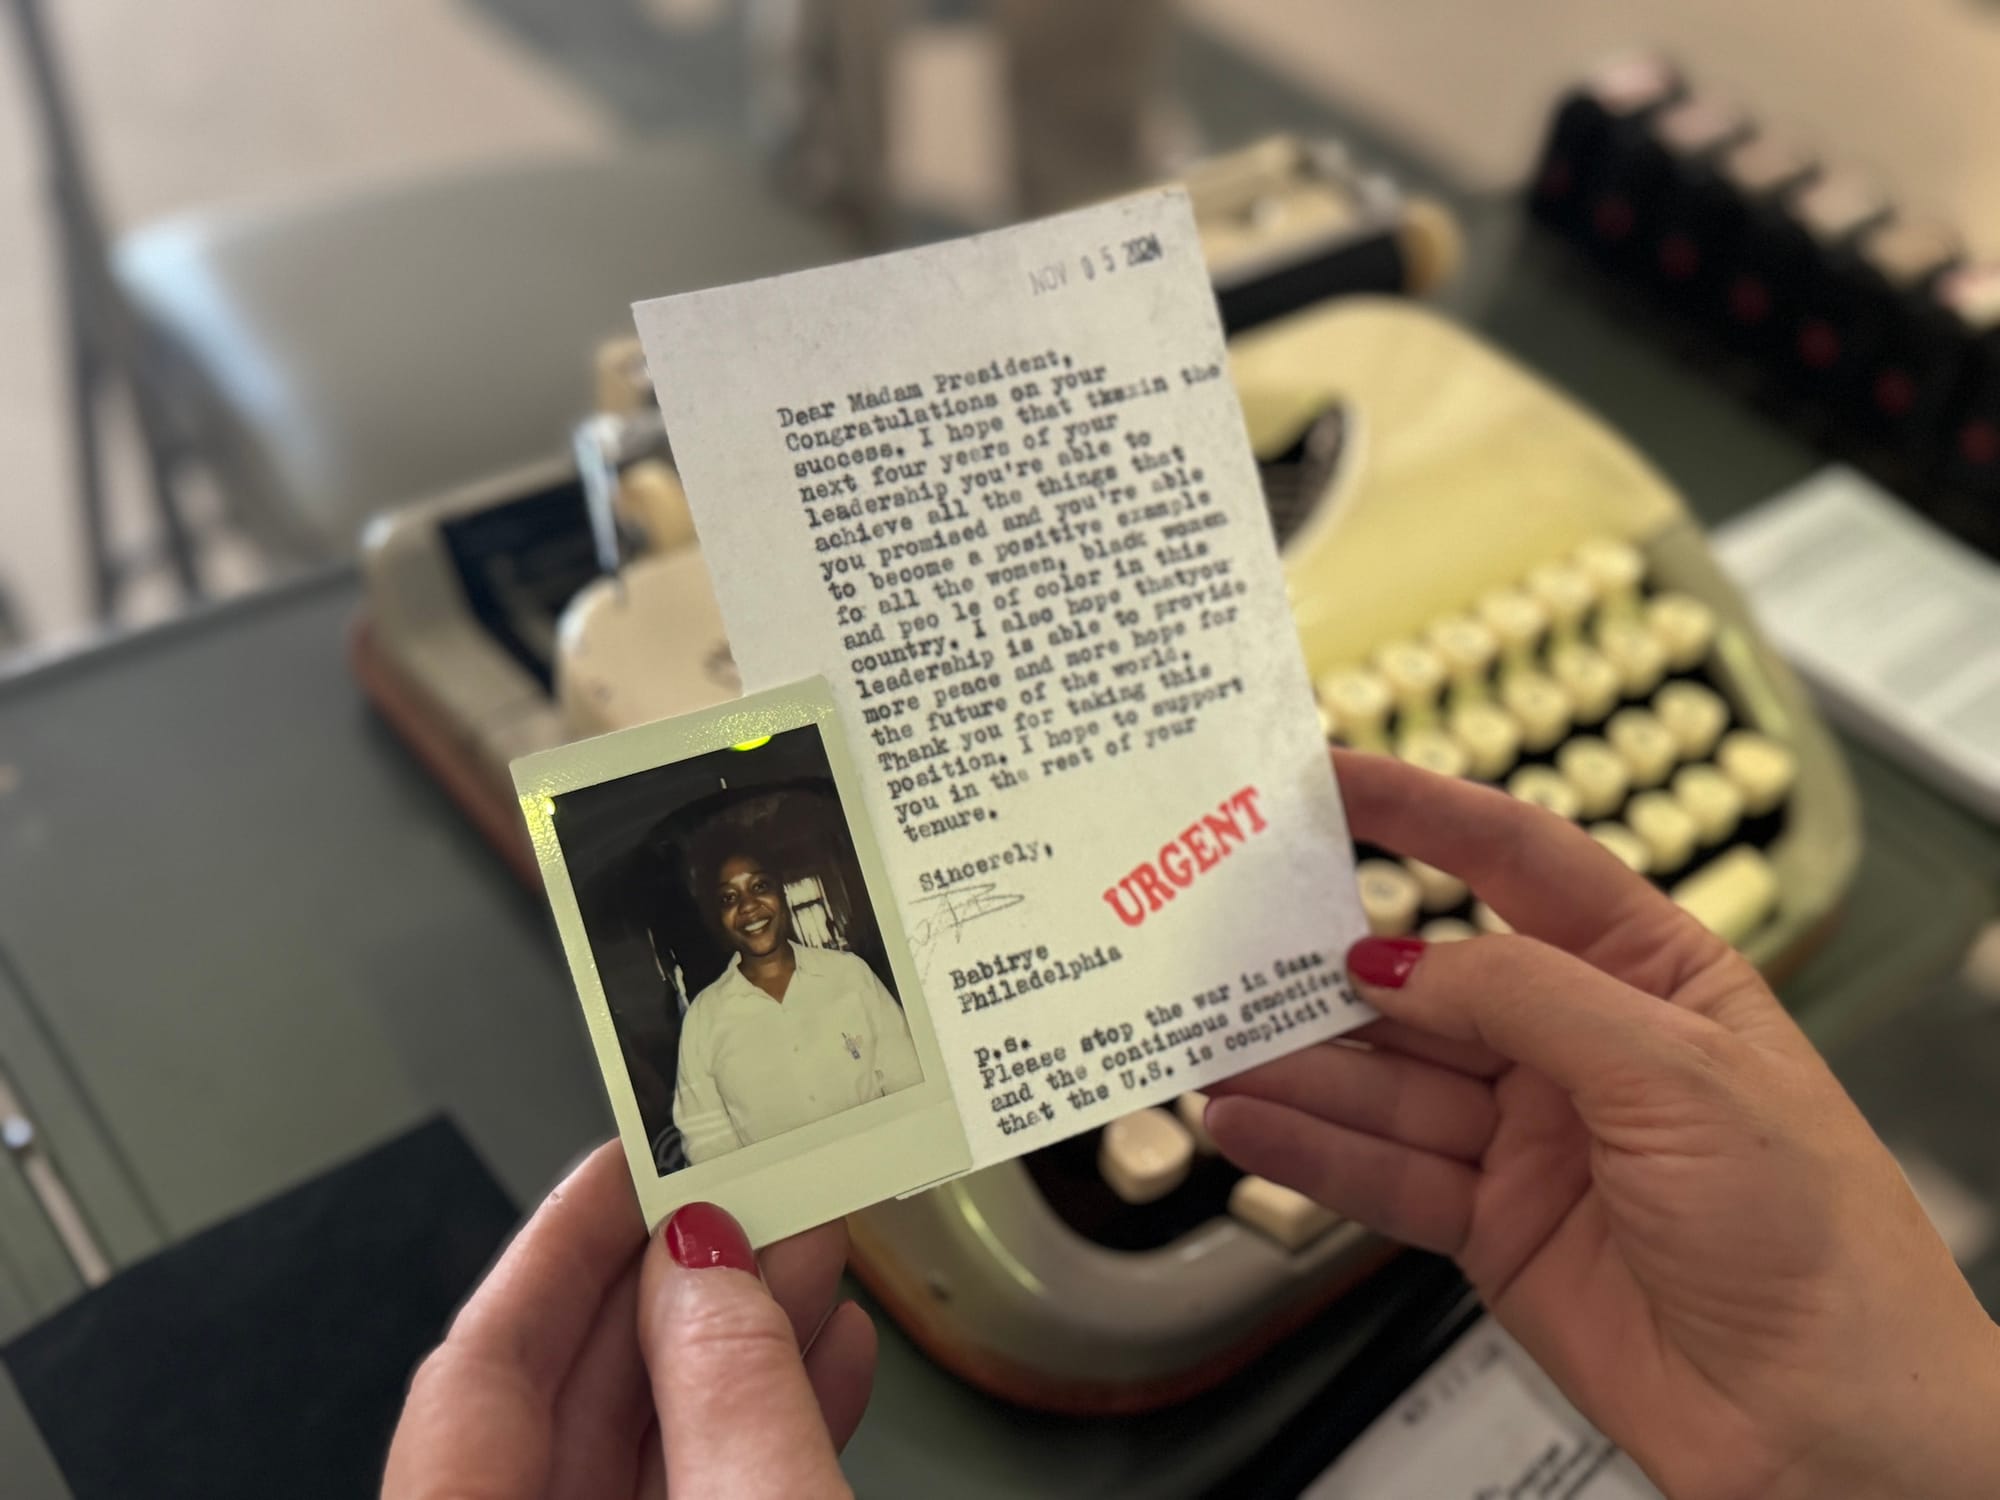 NOV 05 2024
Dear Madam President,
Congratulations on your
success. I hope that in the
next four years of your
leadership you're able to
achieve all the things that
you promised and you're able
to become a positive example
fo all the women, black women
and peo le of color in this
country. I also hope thatyour
leadership is able to provide
more peace and more hope for
the future of the world.
Thank you for taking this
position. I hope to support
you in the rest of your
tenure.
Sincerely,
Babirye
Philadelphia
URGENT
p.s.
Please stop the war in Gaza
and the continuous genocides
that the U.S. is complicit